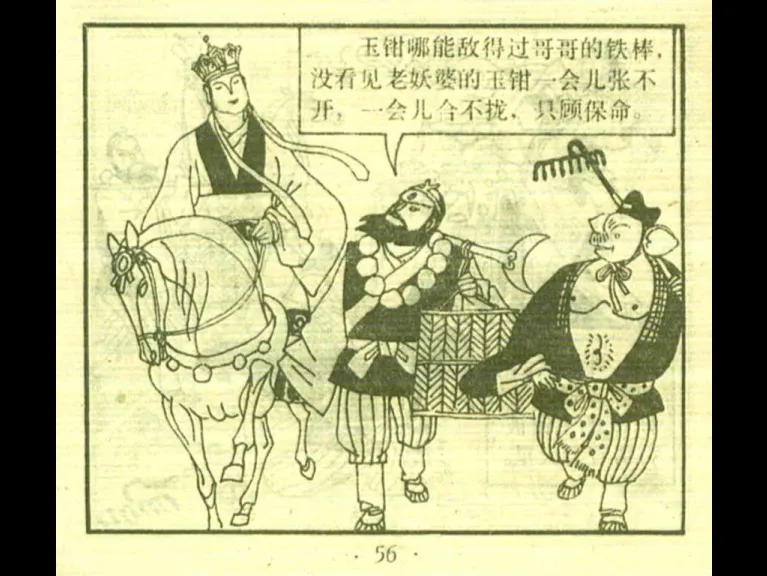 玉钳哪能敌得过哥哥的铁棒，
没看见老妖婆的玉钳一会儿张不
开，一会儿合不拢，只顾保命。
· 56 ·